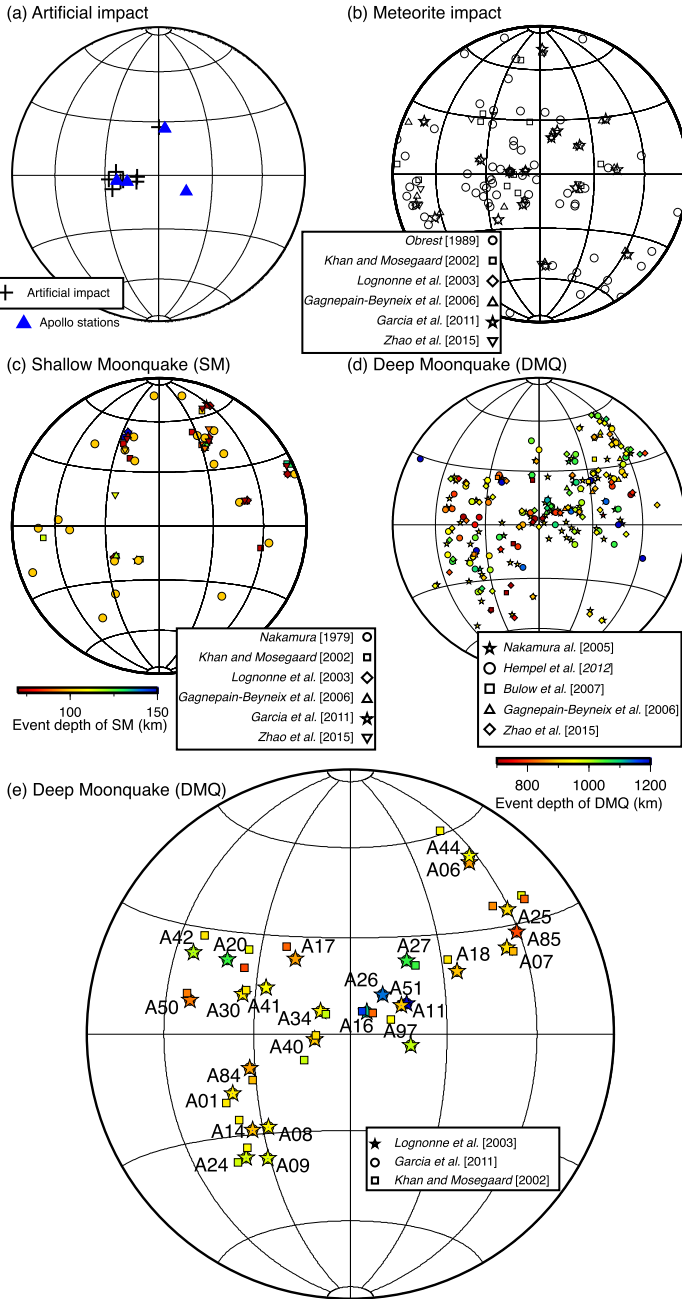 (a) Artificial impact
(b) Meteorite impact
Artificial impact
Apollo stations
Obrest [1989]
Khan and Mosegaard [2002]
Lognonne et al. [2003]
Gagnepain-Beyneix et al. [2006]
Garcia et al. [2011]
Zhao et al. [2015]
(c) Shallow Moonquake (SM)
(d) Deep Moonquake (DMQ)
Nakamura [1979]
Khan and Mosegaard [2002]
Lognonne et al. [2003]
Gagnepain-Beyneix et al. [2006]
Garcia et al. [2011]
Zhao et al. [2015]
100 150
Event depth of SM (km)
Nakamura al. [2005]
Hempel et al. [2012]
Bulow et al. [2007]
Gagnepain-Beyneix et al. [2006]
Zhao et al. [2015]
800 1000 1200
Event depth of DMQ (km)
(e) Deep Moonquake (DMQ)
A44
A06
A25
A85
A07
A18
A42
A20
A17
A27
A26
A51
A11
A50
A30
A41
A34
A16
A97
A40
A84
A01
A14
A08
A24
A09
Lognonne et al. [2003]
Garcia et al. [2011]
Khan and Mosegaard [2002]